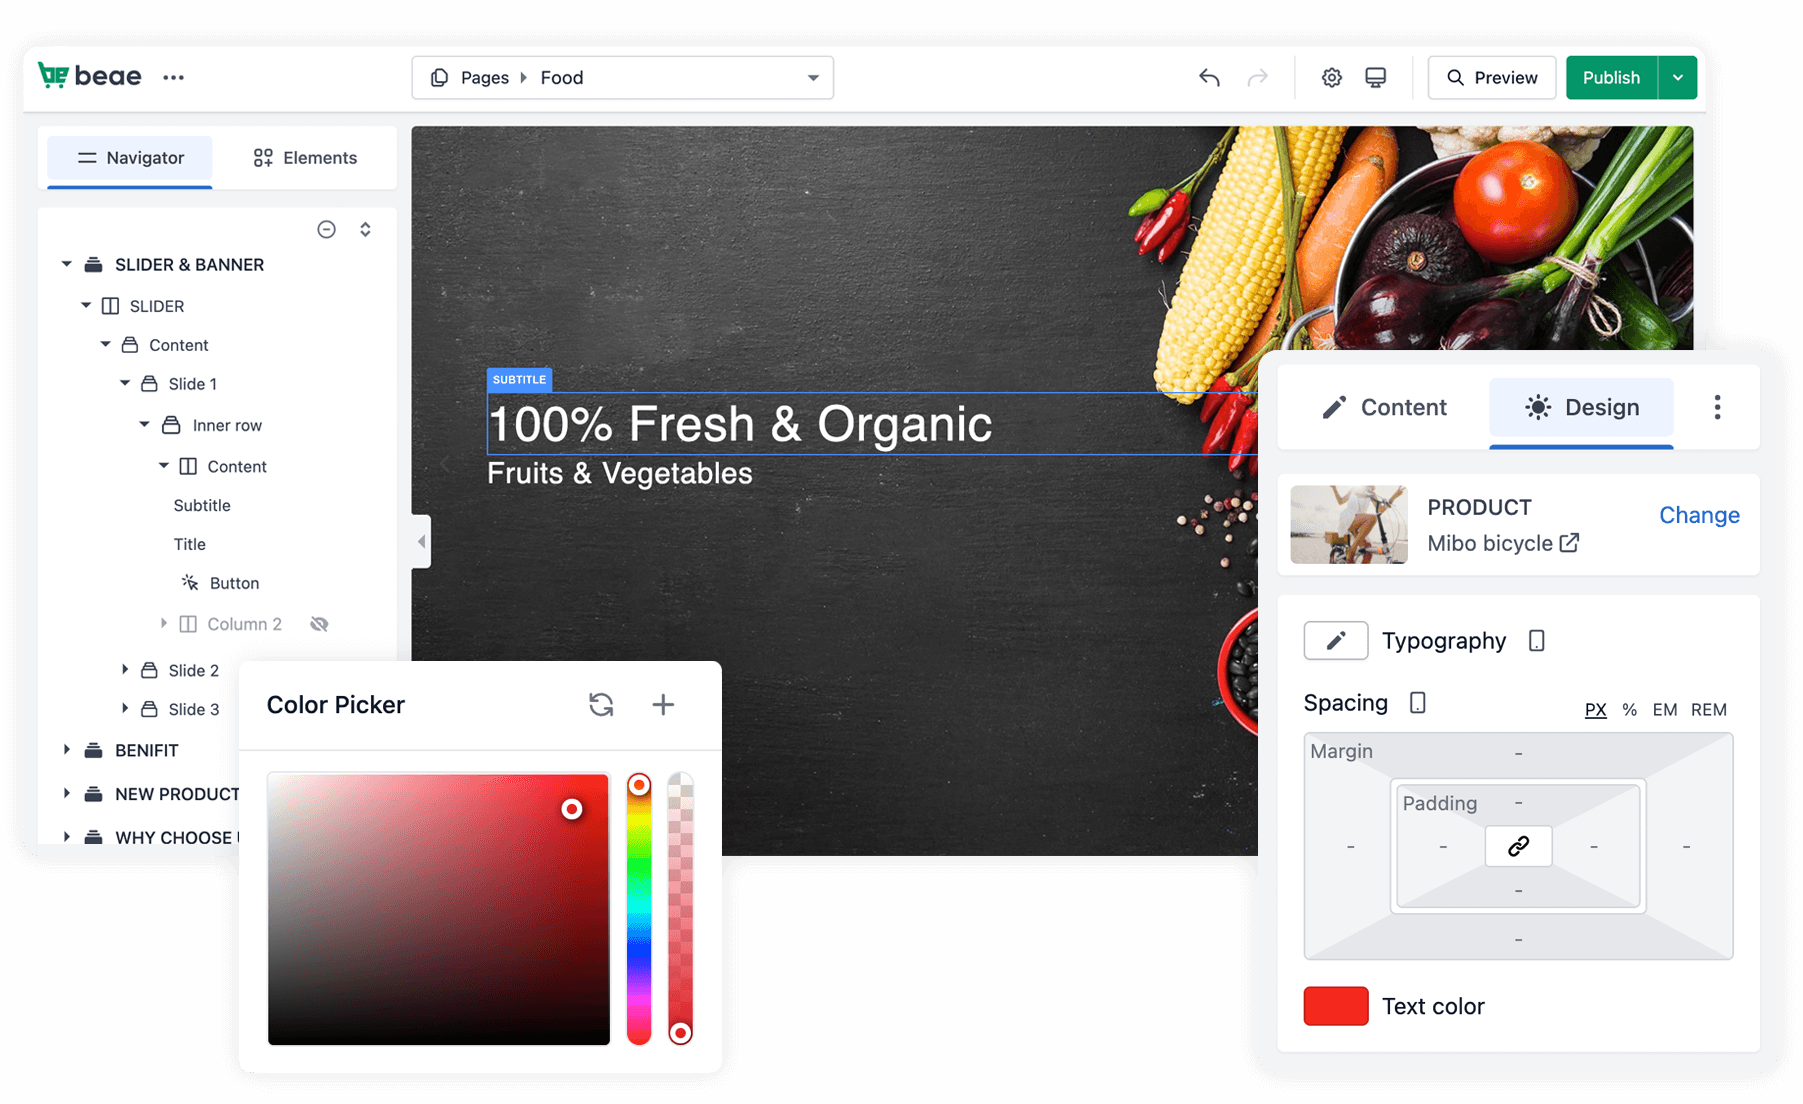 beae
Pages Food
Preview
Publish
Navigator
Elements
SLIDER & BANNER
SLIDER
Content
Slide 1
Inner row
Content
Subtitle
Title
Button
Column 2
Slide 2
Slide 3
BENIFIT
NEW PRODUCT
WHY CHOOSE
SUBTITLE
100% Fresh & Organic
Fruits & Vegetables
Color Picker
Content
Design
PRODUCT
Mibo bicycle
Change
Typography
Spacing
PX % EM REM
Margin -
Padding -
- - - -
-
-
Text color